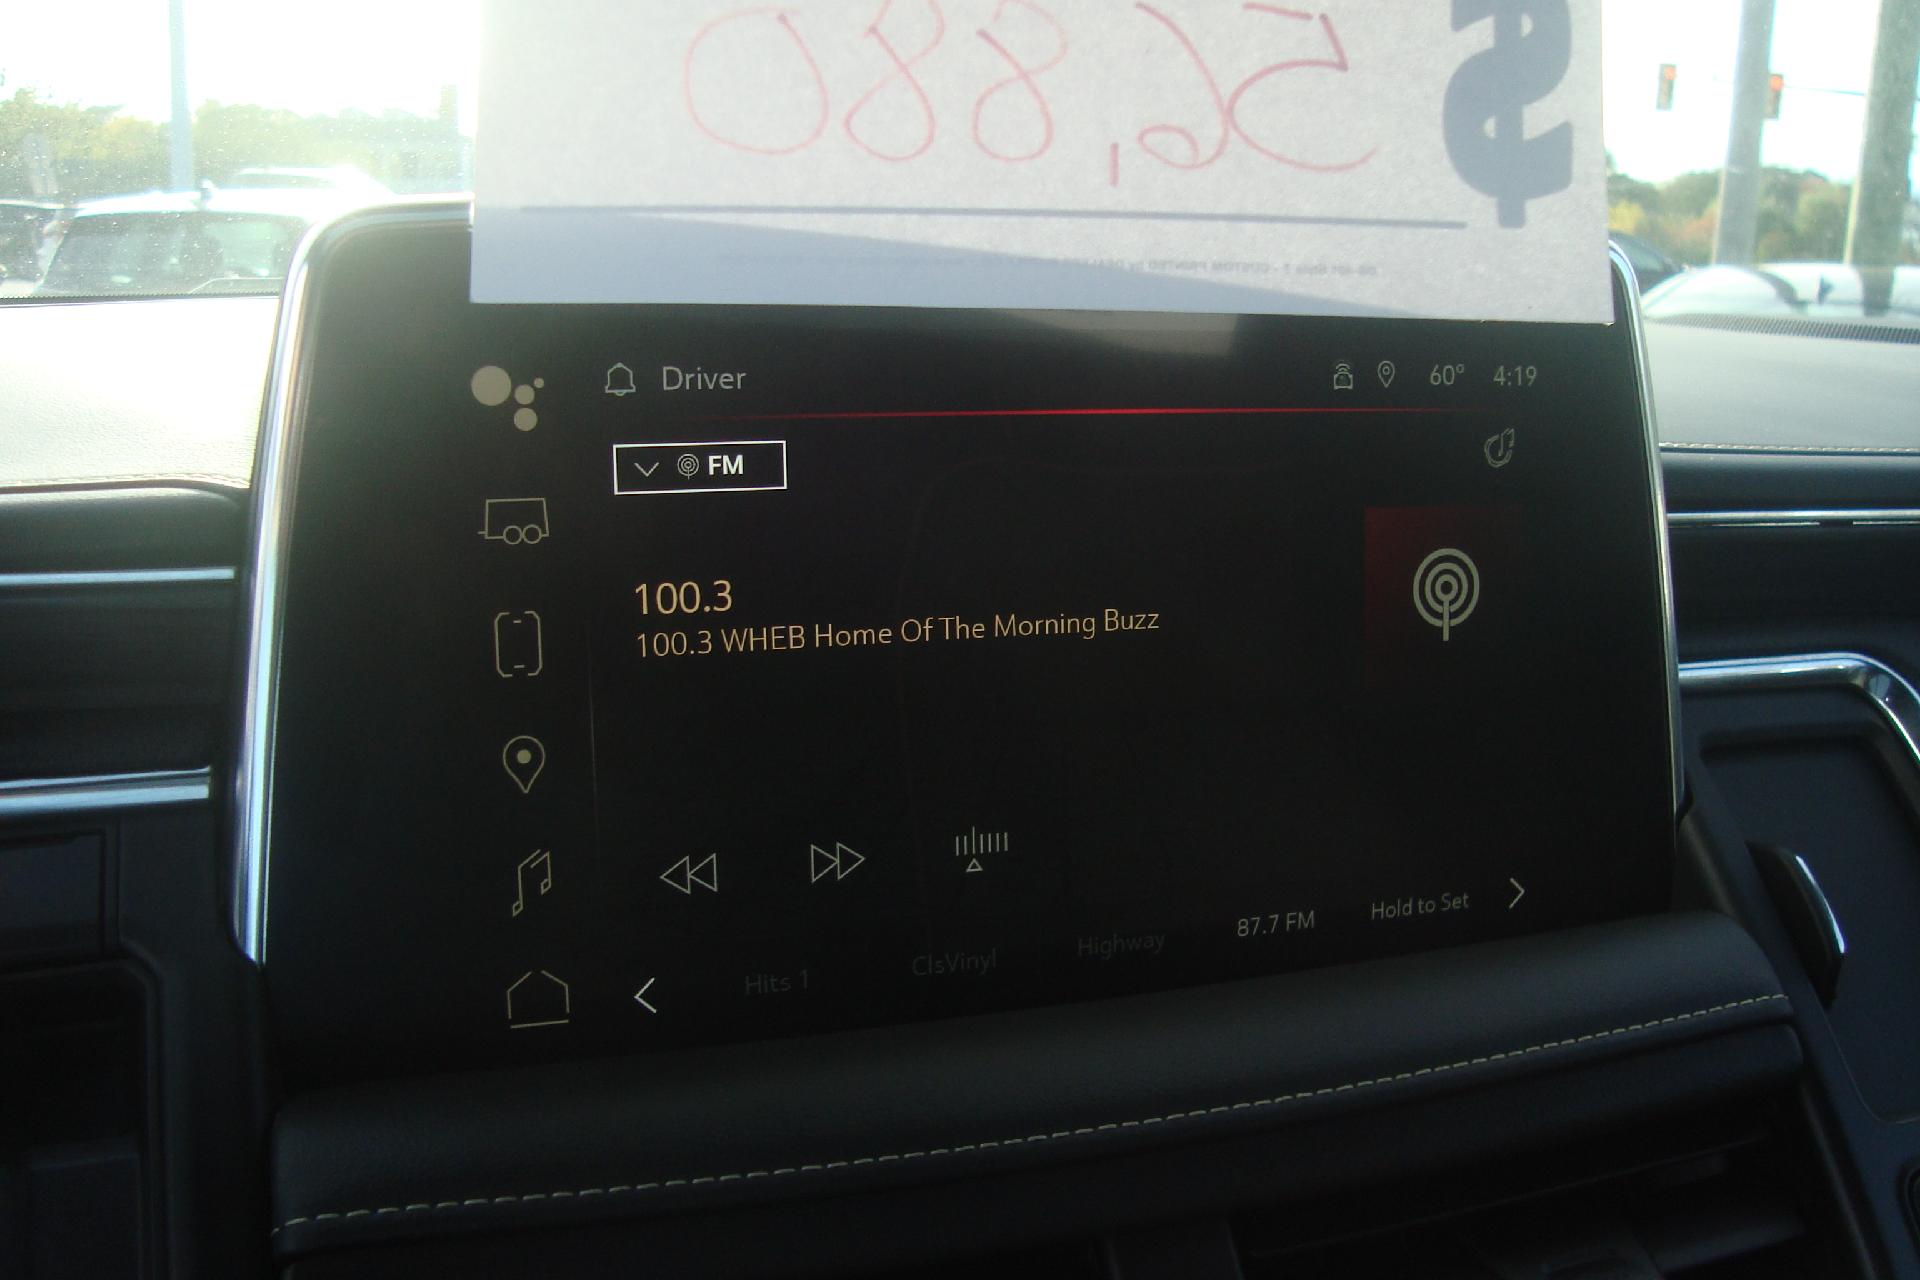 $ 56,880
Driver
60° 4:19
FM
100.3
100.3 WHEB Home Of The Morning Buzz
Hits 1 ClsVinyl Highway 87.7 FM Hold to Set